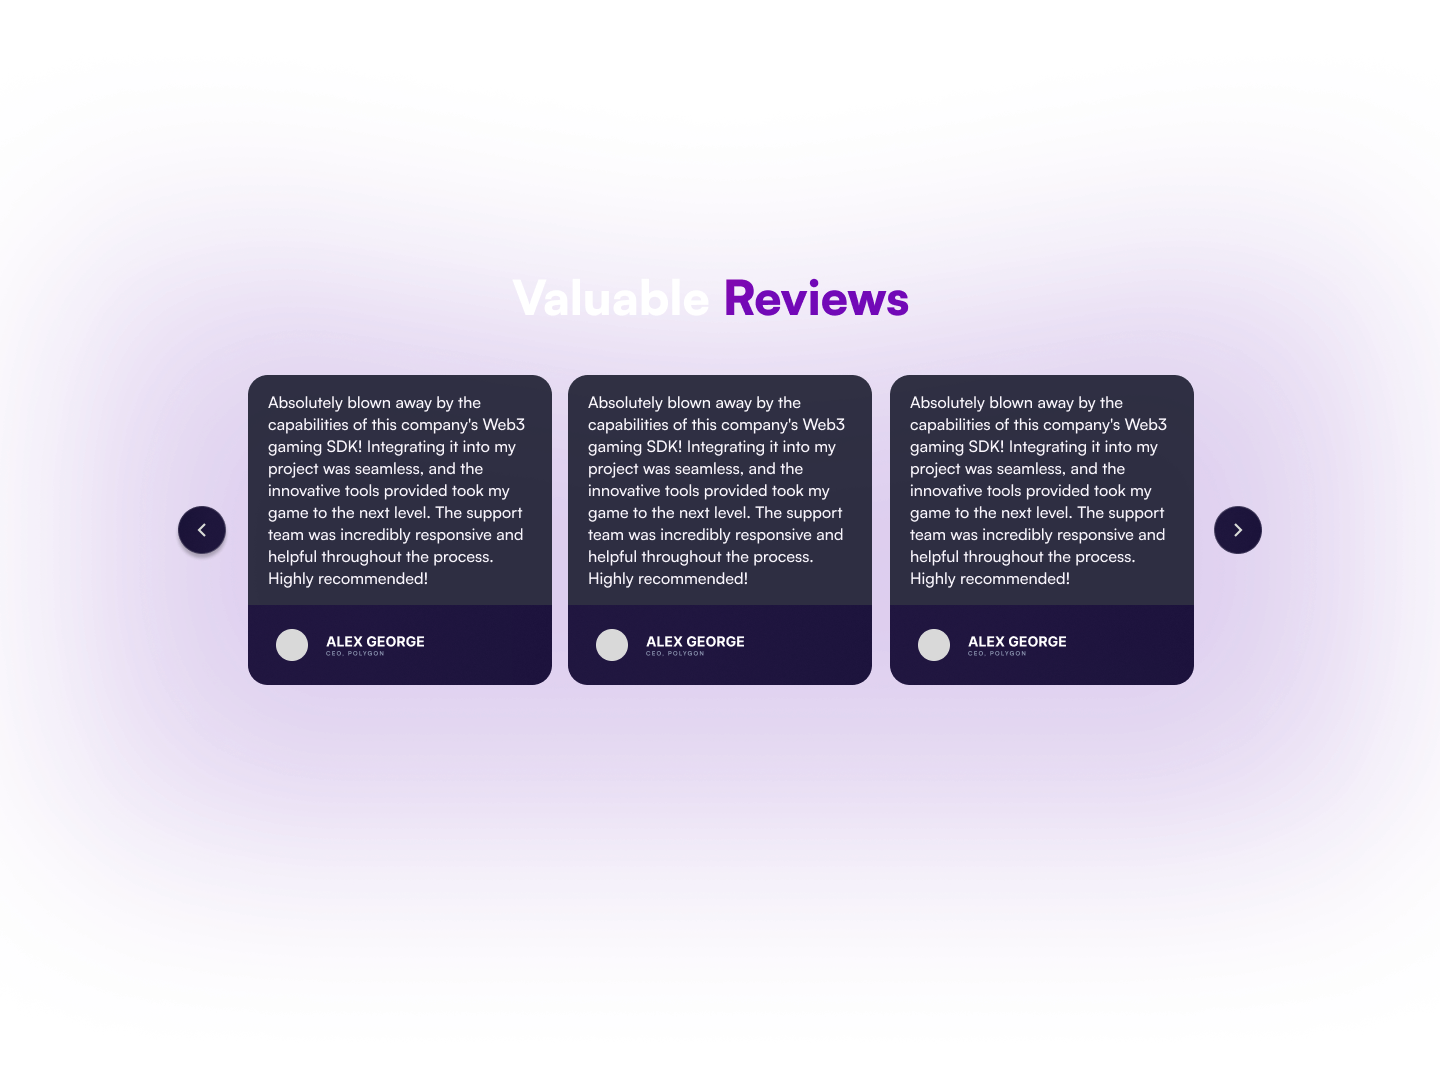 Valuable Reviews
Absolutely blown away by the
capabilities of this company's Web3
gaming SDK! Integrating it into my
project was seamless, and the
innovative tools provided took my
game to the next level. The support
team was incredibly responsive and
helpful throughout the process.
Highly recommended!
ALEX GEORGE
CEO, POLYGON
Absolutely blown away by the
capabilities of this company's Web3
gaming SDK! Integrating it into my
project was seamless, and the
innovative tools provided took my
game to the next level. The support
team was incredibly responsive and
helpful throughout the process.
Highly recommended!
ALEX GEORGE
CEO, POLYGON
Absolutely blown away by the
capabilities of this company's Web3
gaming SDK! Integrating it into my
project was seamless, and the
innovative tools provided took my
game to the next level. The support
team was incredibly responsive and
helpful throughout the process.
Highly recommended!
ALEX GEORGE
CEO, POLYGON